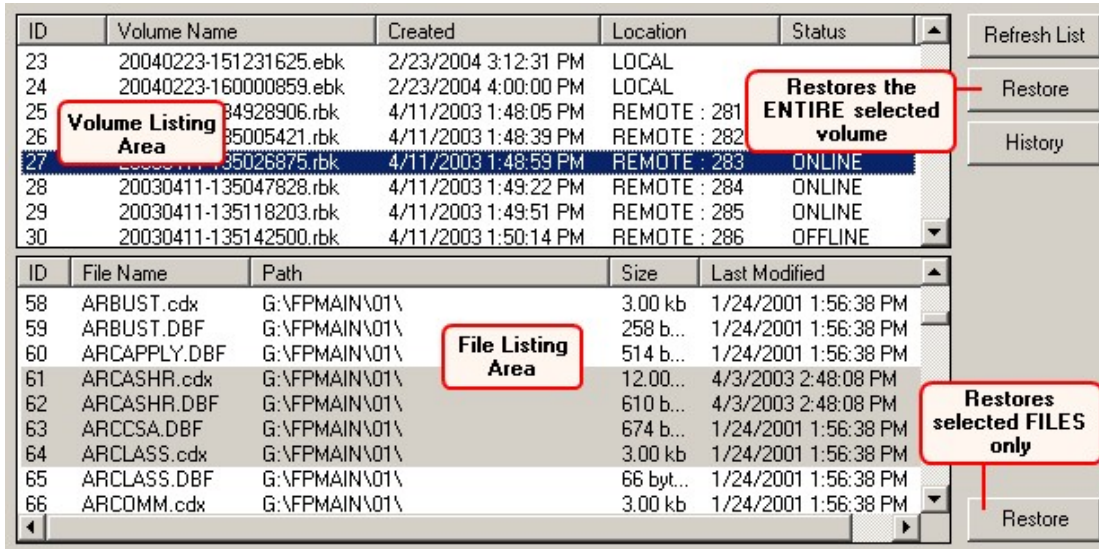 ID Volume Name Created Location Status
23 20040223-151231625.ebk 2/23/2004 3:12:31 PM LOCAL
24 20040223-160000859.ebk 2/23/2004 4:00:00 PM LOCAL
25 34928906.rbk 4/11/2003 1:48:05 PM REMOTE : 281
26 35005421.rbk 4/11/2003 1:48:39 PM REMOTE : 282
27 20030411-135026875.rbk 4/11/2003 1:48:59 PM REMOTE : 283 ONLINE
28 20030411-135047828.rbk 4/11/2003 1:49:22 PM REMOTE : 284 ONLINE
29 20030411-135118203.rbk 4/11/2003 1:49:51 PM REMOTE : 285 ONLINE
30 20030411-135142500.rbk 4/11/2003 1:50:14 PM REMOTE : 286 OFFLINE
Volume Listing
Area
Restores the
ENTIRE selected
volume
Refresh List
Restore
History
ID File Name Path Size Last Modified
58 ARBUST.cdx G:\FPMAIN\01\ 3.00 kb 1/24/2001 1:56:38 PM
59 ARBUST.DBF G:\FPMAIN\01\ 258 b... 1/24/2001 1:56:38 PM
60 ARCAPPLY.DBF G:\FPMAIN\01\ 514 b... 1/24/2001 1:56:38 PM
61 ARCASHR.cdx G:\FPMAIN\01\ 12.00... 4/3/2003 2:48:08 PM
62 ARCASHR.DBF G:\FPMAIN\01\ 610 b... 4/3/2003 2:48:08 PM
63 ARCCSA.DBF G:\FPMAIN\01\ 674 b... 1/24/2001 1:56:38 PM
64 ARCLASS.cdx G:\FPMAIN\01\ 3.00 kb 1/24/2001 1:56:38 PM
65 ARCLASS.DBF G:\FPMAIN\01\ 66 byt... 1/24/2001 1:56:38 PM
66 ARCOMM.cdx G:\FPMAIN\01\ 3.00 kb 1/24/2001 1:56:38 PM
File Listing
Area
Restores
selected FILES
only
Restore